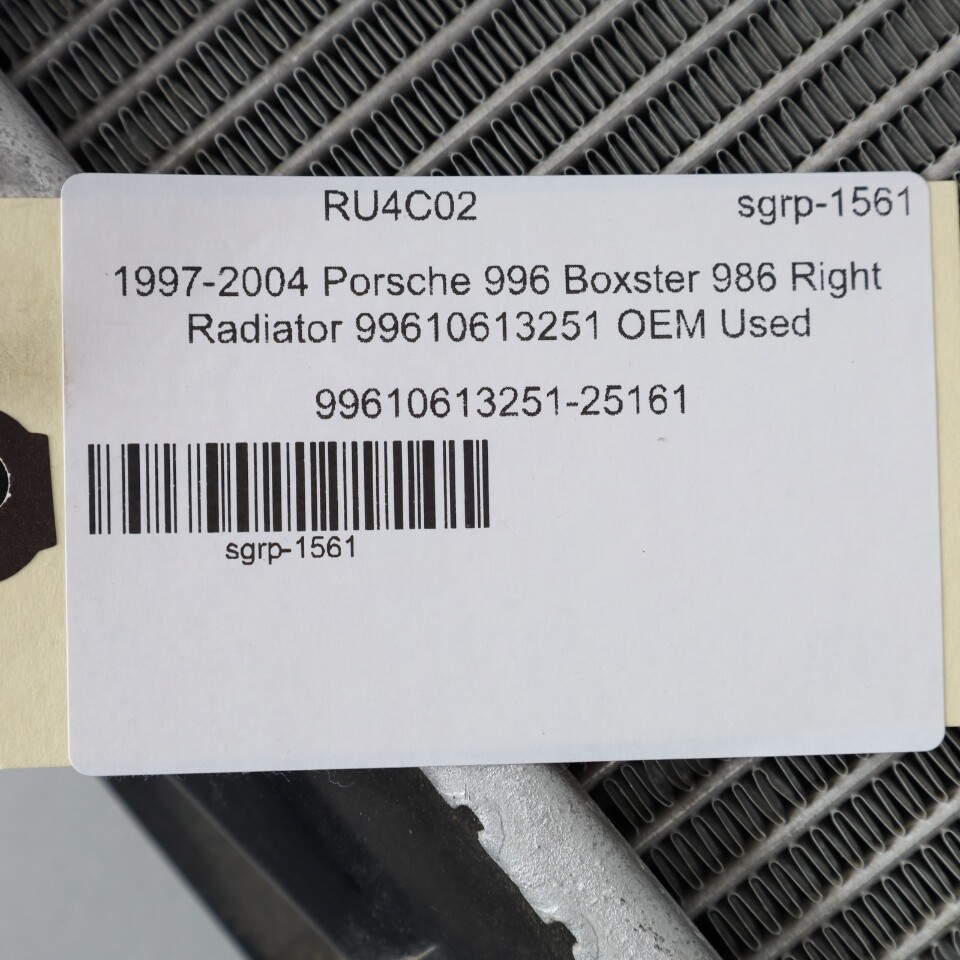 RU4C02 sgrp-1561
1997-2004 Porsche 996 Boxster 986 Right
Radiator 99610613251 OEM Used
99610613251-25161
sgrp-1561